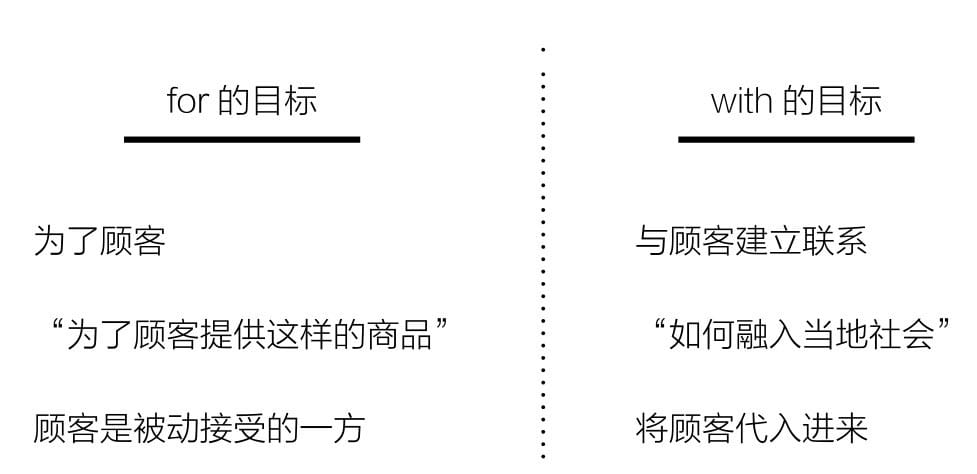 for 的目标
为了顾客
“为了顾客提供这样的商品”
顾客是被动接受的一方
with 的目标
与顾客建立联系
“如何融入当地社会”
将顾客代入进来